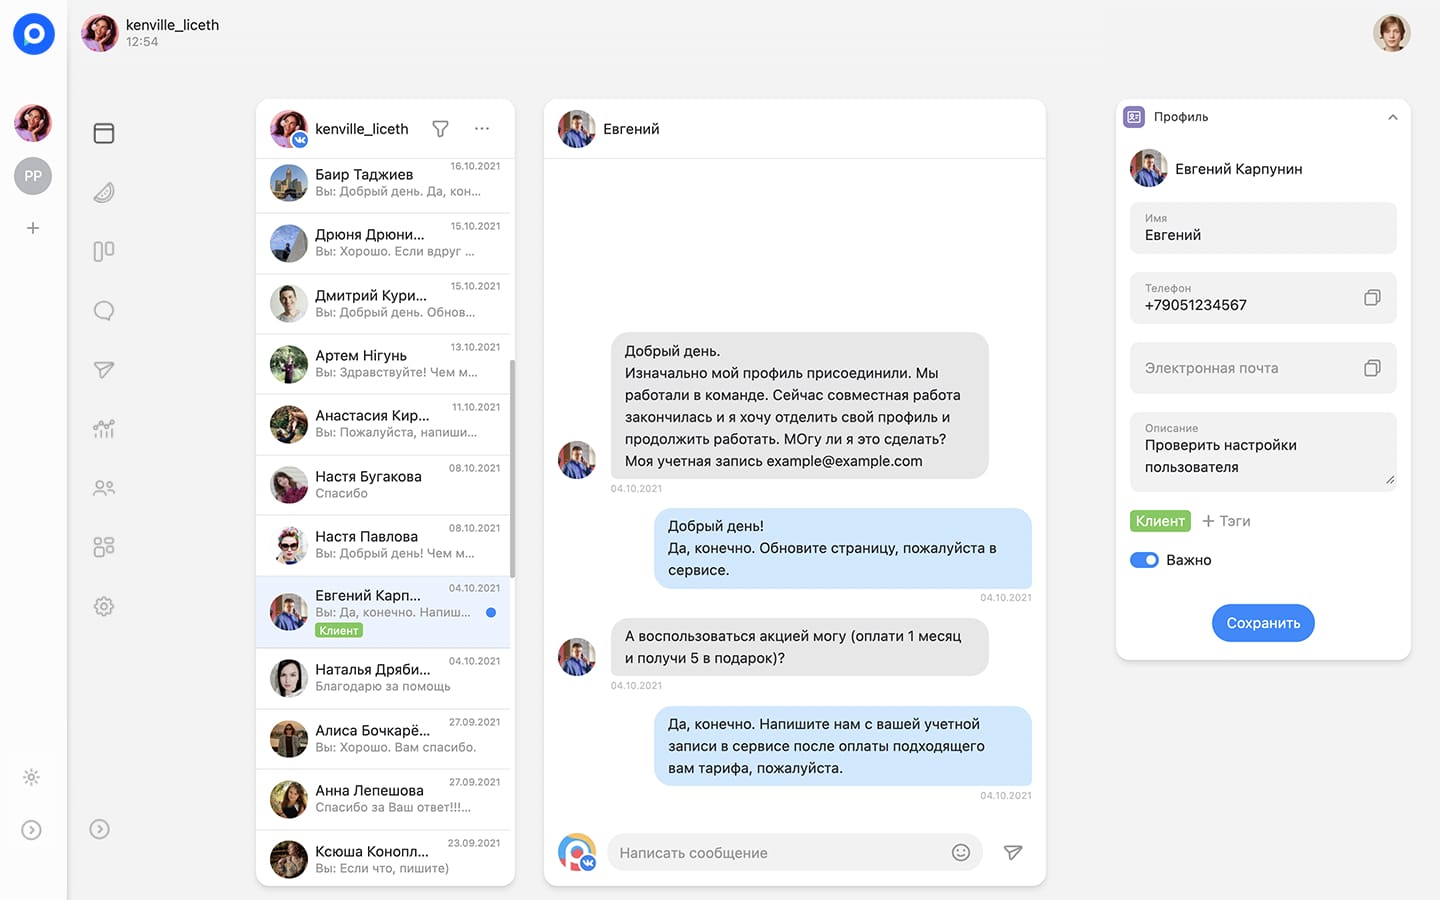 kenville_liceth
12:54
PP
kenville_liceth
Баир Таджиев
16.10.2021
Вы: Добрый день. Да, кон...
Дрюня Дрюни...
15.10.2021
Вы: Хорошо. Если вдруг ...
Дмитрий Кури...
15.10.2021
Вы: Добрый день. Обнов...
Артем Нігунь
13.10.2021
Вы: Здравствуйте! Чем м...
Анастасия Кир...
11.10.2021
Вы: Пожалуйста, напиши...
Настя Бугакова
08.10.2021
Спасибо
Настя Павлова
08.10.2021
Вы: Добрый день! Чем м...
Евгений Карп...
04.10.2021
Вы: Да, конечно. Напиш...
Клиент
Наталья Дряби...
04.10.2021
Благодарю за помощь
Алиса Бочкарё...
27.09.2021
Вы: Хорошо. Вам спасибо.
Анна Лепешова
27.09.2021
Спасибо за Ваш ответ!!!...
Ксюша Конопл...
23.09.2021
Вы: Если что, пишите)
Евгений
Добрый день.
Изначально мой профиль присоединили. Мы
работали в команде. Сейчас совместная работа
закончилась и я хочу отделить свой профиль и
продолжить работать. МОгу ли я это сделать?
Моя учетная запись example@example.com
04.10.2021
Добрый день!
Да, конечно. Обновите страницу, пожалуйста в
сервисе.
04.10.2021
А воспользоваться акцией могу (оплати 1 месяц
и получи 5 в подарок)?
04.10.2021
Да, конечно. Напишите нам с вашей учетной
записи в сервисе после оплаты подходящего
вам тарифа, пожалуйста.
04.10.2021
Написать сообщение
Профиль
Евгений Карпунин
Имя
Евгений
Телефон
+79051234567
Электронная почта
Описание
Проверить настройки
пользователя
Клиент + Тэги
Важно
Сохранить